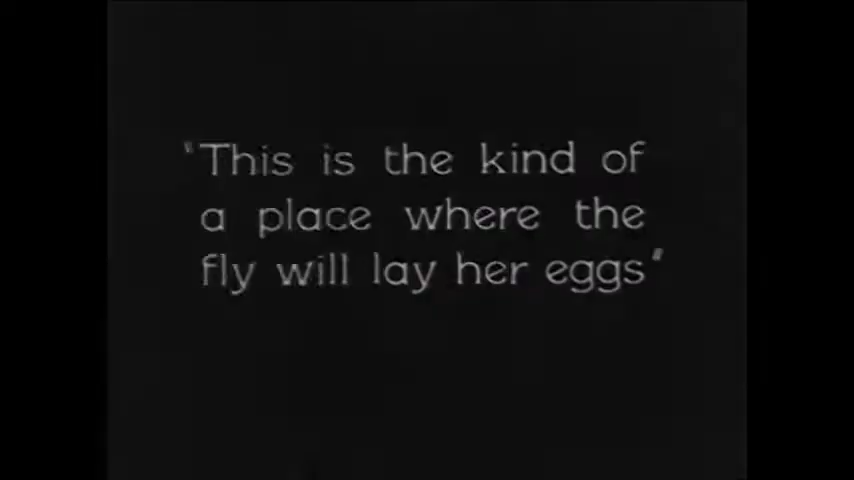 "This is the kind of
a place where the
fly will lay her eggs"